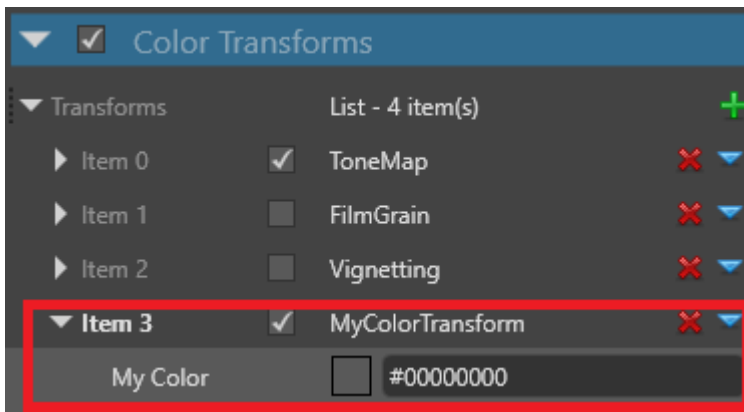 Color Transforms
Transforms List - 4 item(s)
Item 0 ToneMap
Item 1 FilmGrain
Item 2 Vignetting
Item 3 MyColorTransform
My Color #00000000